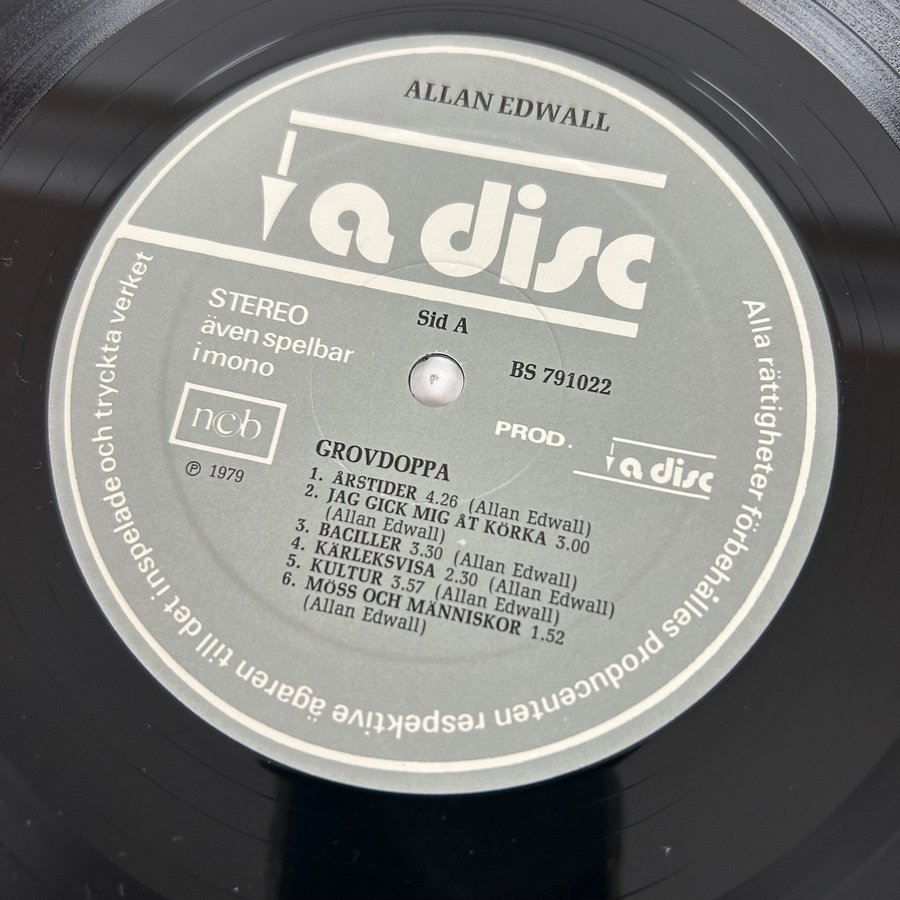 ALLAN EDWALL
a disc
STEREO
även spelbar
i mono
Sid A
BS 791022
ncb
Ⓟ 1979
PROD.
a disc
GROVDOPPA
1. ÅRSTIDER 4.26 (Allan Edwall)
2. JAG GICK MIG ÅT KÖRKA 3.00
(Allan Edwall)
3. BACILLER 3.30 (Allan Edwall)
4. KÄRLEKSVISA 2.30 (Allan Edwall)
5. KULTUR 3.57 (Allan Edwall)
6. MÖSS OCH MÄNNISKOR 1.52
(Allan Edwall)
Alla rättigheter förbehålles producenten respektive ägaren till det inspelade och tryckta verket